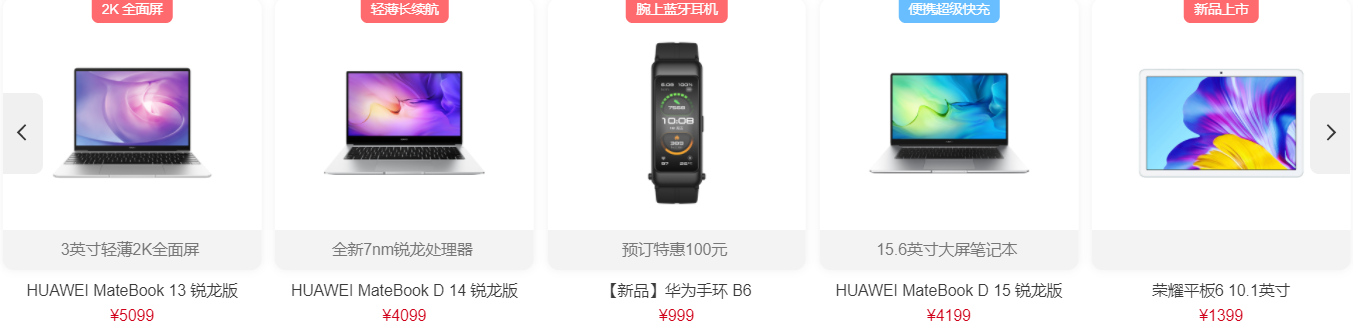 2K 全面屏
轻薄长续航
腕上蓝牙耳机
便携超级快充
新品上市
10:08
3英寸轻薄2K全面屏
全新7nm锐龙处理器
预订特惠100元
15.6英寸大屏笔记本
HUAWEI MateBook 13 锐龙版
HUAWEI MateBook D 14 锐龙版
【新品】华为手环 B6
HUAWEI MateBook D 15 锐龙版
荣耀平板6 10.1英寸
¥5099
¥4099
¥999
¥4199
¥1399